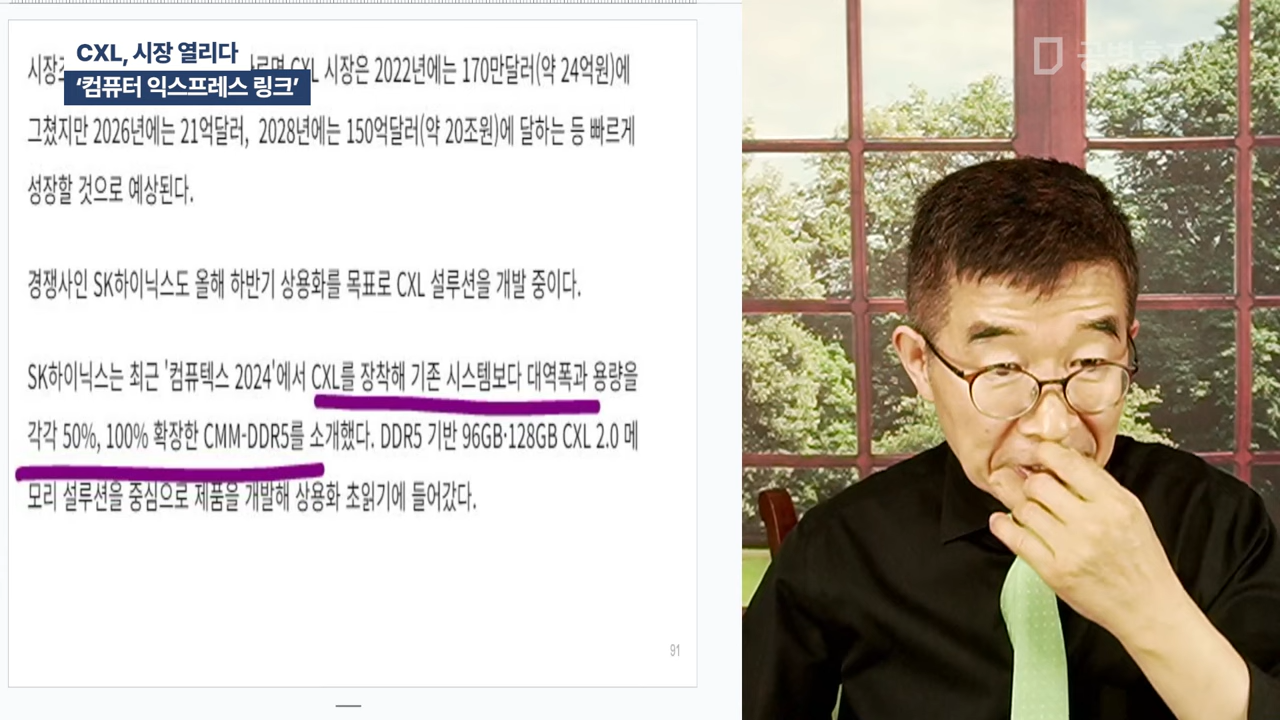 CXL, 시장 열리다
‘컴퓨터 익스프레스 링크’
CXL 시장은 2022년에는 170만달러(약 24억원)에
그쳤지만 2026년에는 21억달러, 2028년에는 150억달러(약 20조원)에 달하는 등 빠르게
성장할 것으로 예상된다.
경쟁사인 SK하이닉스도 올해 하반기 상용화를 목표로 CXL 설루션을 개발 중이다.
SK하이닉스는 최근 '컴퓨텍스 2024'에서 CXL를 장착해 기존 시스템보다 대역폭과 용량을
각각 50%, 100% 확장한 CMM-DDR5를 소개했다. DDR5 기반 96GB·128GB CXL 2.0 메
모리 설루션을 중심으로 제품을 개발해 상용화 초읽기에 들어갔다.
91